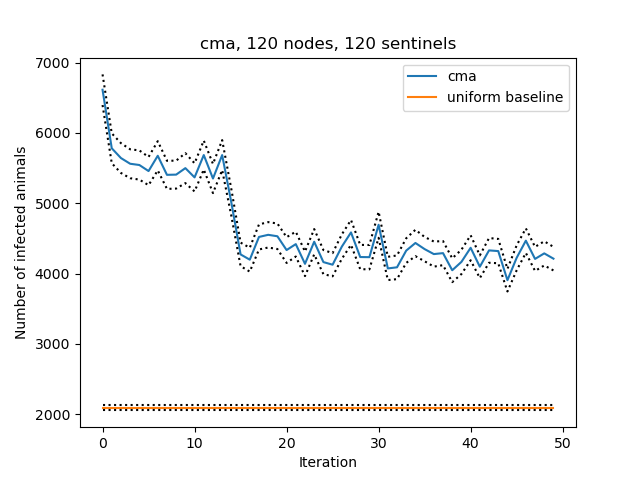 cma, 120 nodes, 120 sentinels
7000
6000
5000
4000
3000
2000
Number of infected animals
cma
uniform baseline
0
10
20
30
40
50
Iteration